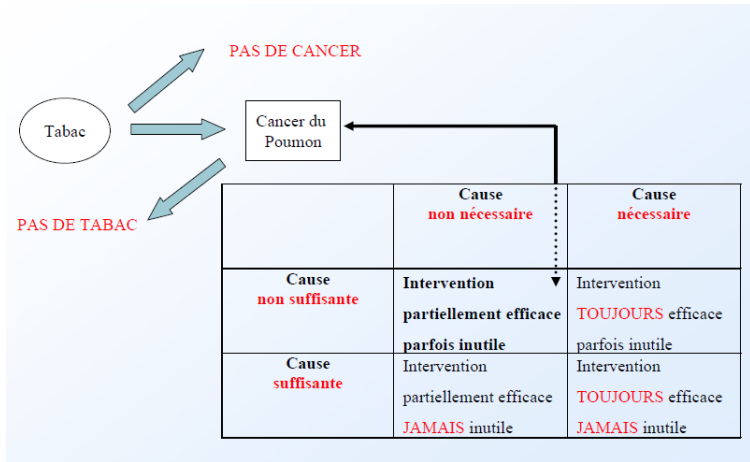 PAS DE CANCER
Tabac
Cancer du
Poumon
PAS DE TABAC
Cause
non nécessaire
Cause
nécessaire
Cause
non suffisante
Intervention
partiellement efficace
parfois inutile
Intervention
TOUJOURS efficace
parfois inutile
Cause
suffisante
Intervention
partiellement efficace
JAMAIS inutile
Intervention
TOUJOURS efficace
JAMAIS inutile